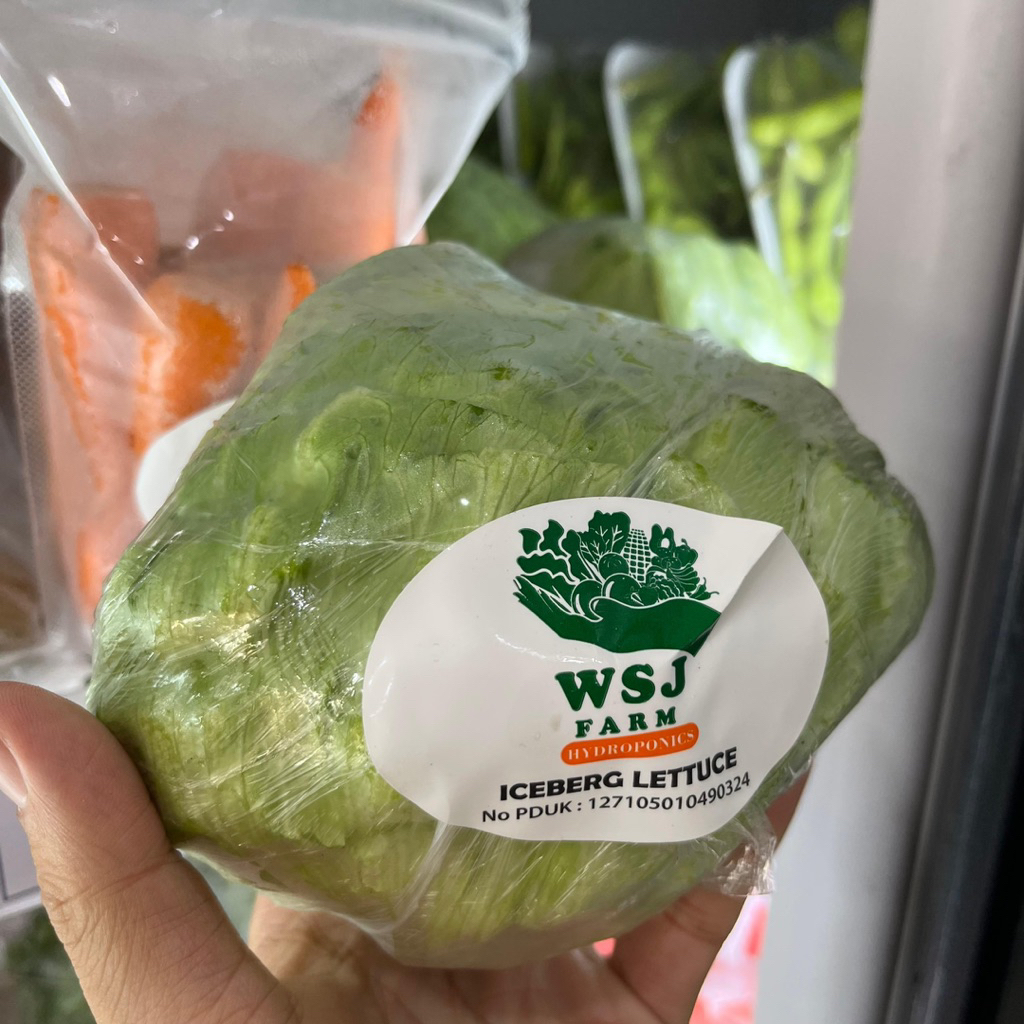 WSJ
FARM
HYDROPONICS
ICEBERG LETTUCE
No PDUK : 127105010490324